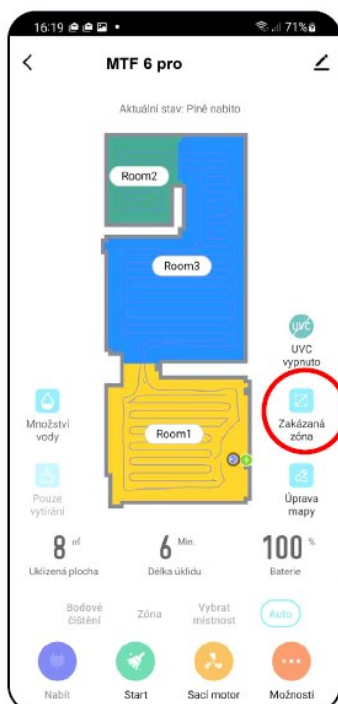 16:19
71%
MTF 6 pro
Aktuální stav: Plně nabito
Room2
Room3
UVC
UVC
vypnuto
Množství
vody
Zakázaná
zóna
Room1
Pouze
vytírání
Úprava
mapy
8 ㎡
6 Min.
100 %
Uklizená plocha
Délka úklidu
Baterie
Bodové
čištění
Zóna
Vybrat
místnost
Auto
Nabít
Start
Sací motor
Možnosti